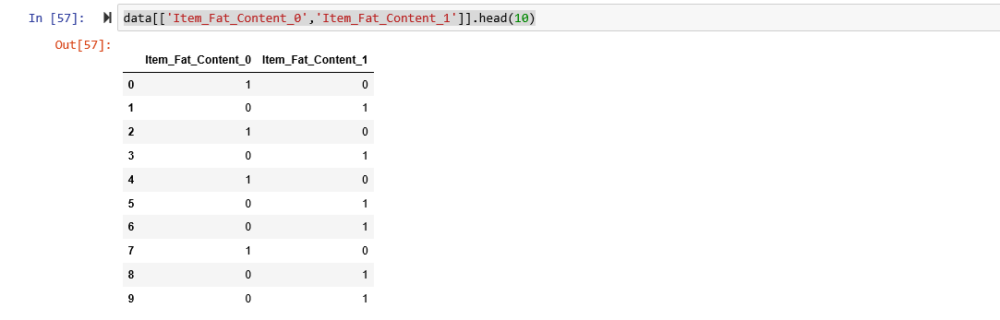 In [57]: data[['Item_Fat_Content_0','Item_Fat_Content_1']].head(10)
Out[57]:
Item_Fat_Content_0 Item_Fat_Content_1
0 1 0
1 0 1
2 1 0
3 0 1
4 1 0
5 0 1
6 0 1
7 1 0
8 0 1
9 0 1